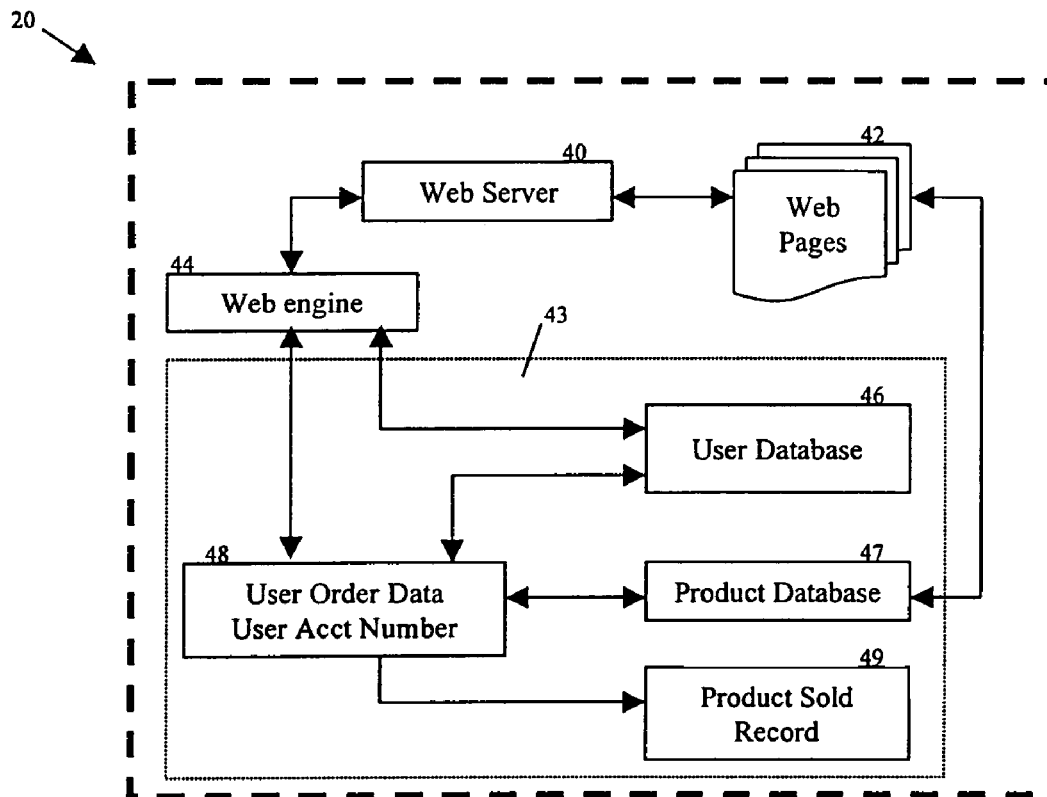 20
42
40
Web Server
Web
Pages
44
Web engine
43
46
User Database
48
User Order Data
User Acct Number
47
Product Database
49
Product Sold
Record